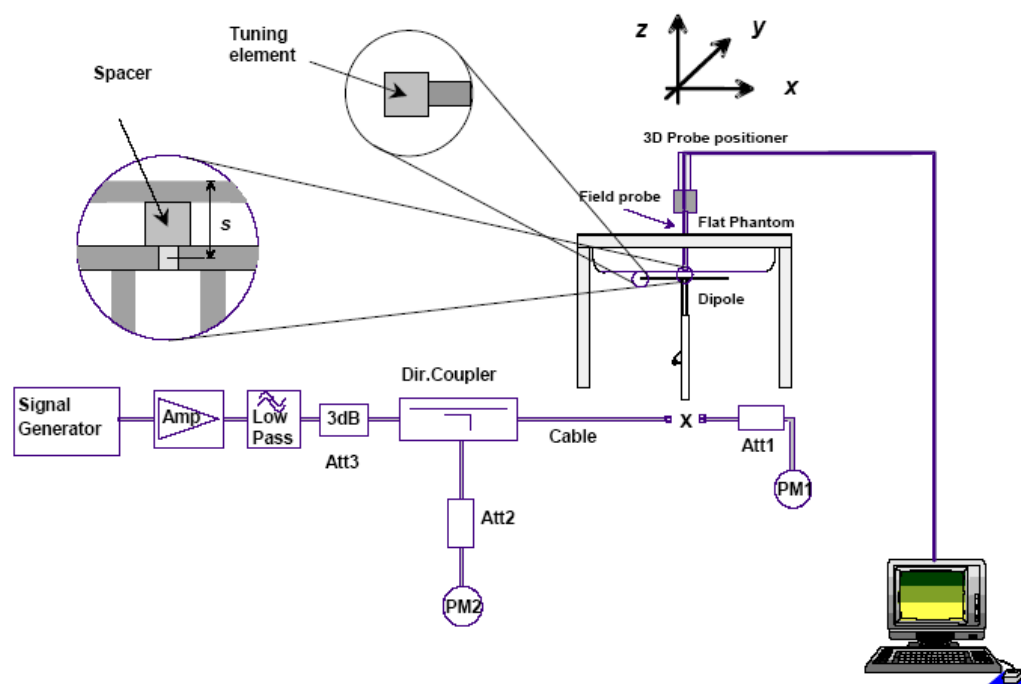 Tuning
element
Spacer
z
y
x
3D Probe positioner
Field probe
Flat Phantom
s
Dipole
Dir.Coupler
Signal
Generator
Amp
Low
Pass
3dB
Att3
Cable
X
Att1
PM1
Att2
PM2